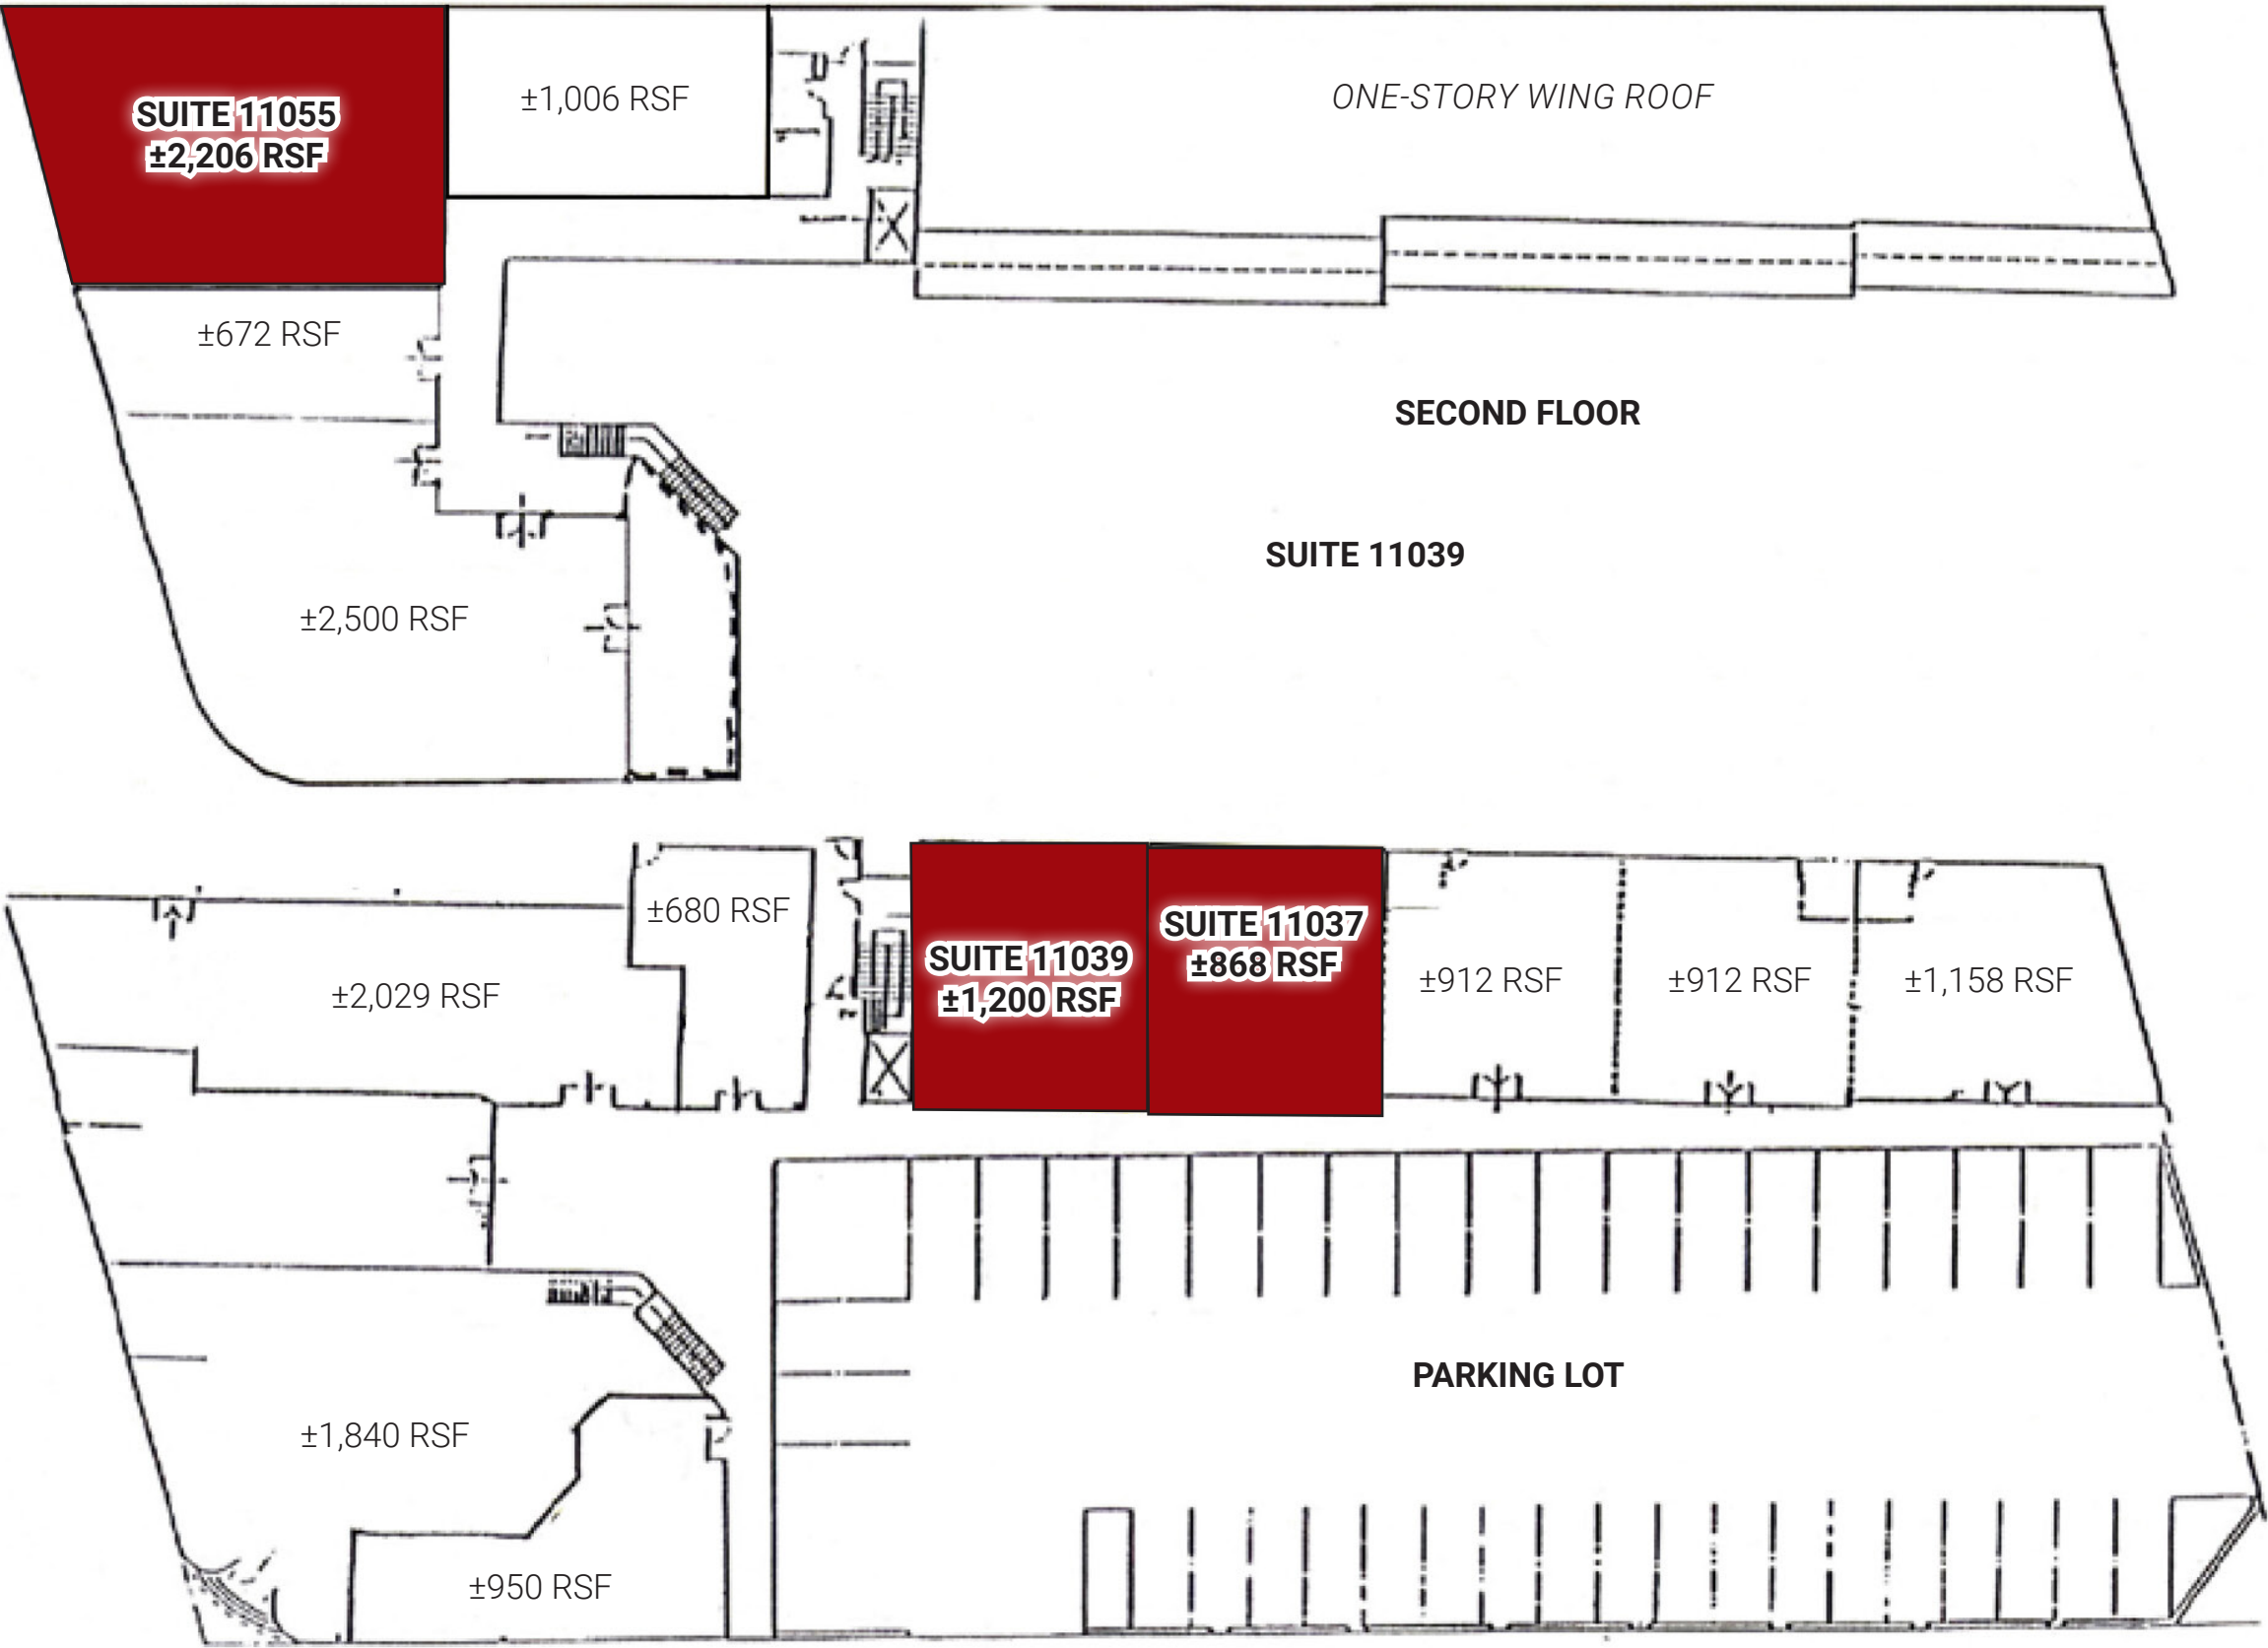 SUITE 11055
±2,206 RSF
±1,006 RSF
ONE-STORY WING ROOF
±672 RSF
SECOND FLOOR
SUITE 11039
±2,500 RSF
±680 RSF
SUITE 11039
±1,200 RSF
SUITE 11037
±868 RSF
±912 RSF
±912 RSF
±1,158 RSF
±2,029 RSF
PARKING LOT
±1,840 RSF
±950 RSF